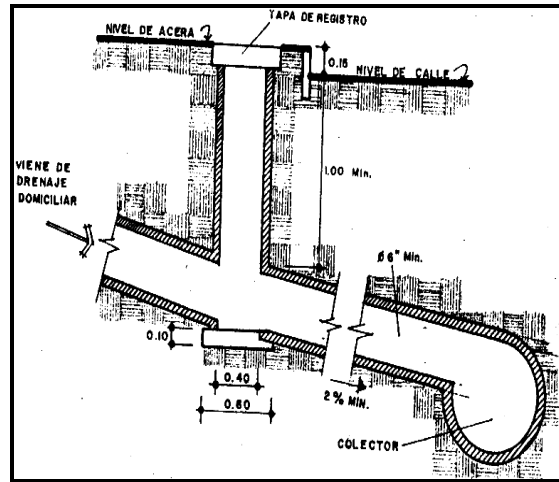 TAPA DE REGISTRO
NIVEL DE ACERA
0.15
NIVEL DE CALLE
1.00 Min.
VIENE DE
DRENAJE
DOMICILIAR
Ø 6" Min.
0.10
0.40
2% MIN.
0.60
COLECTOR